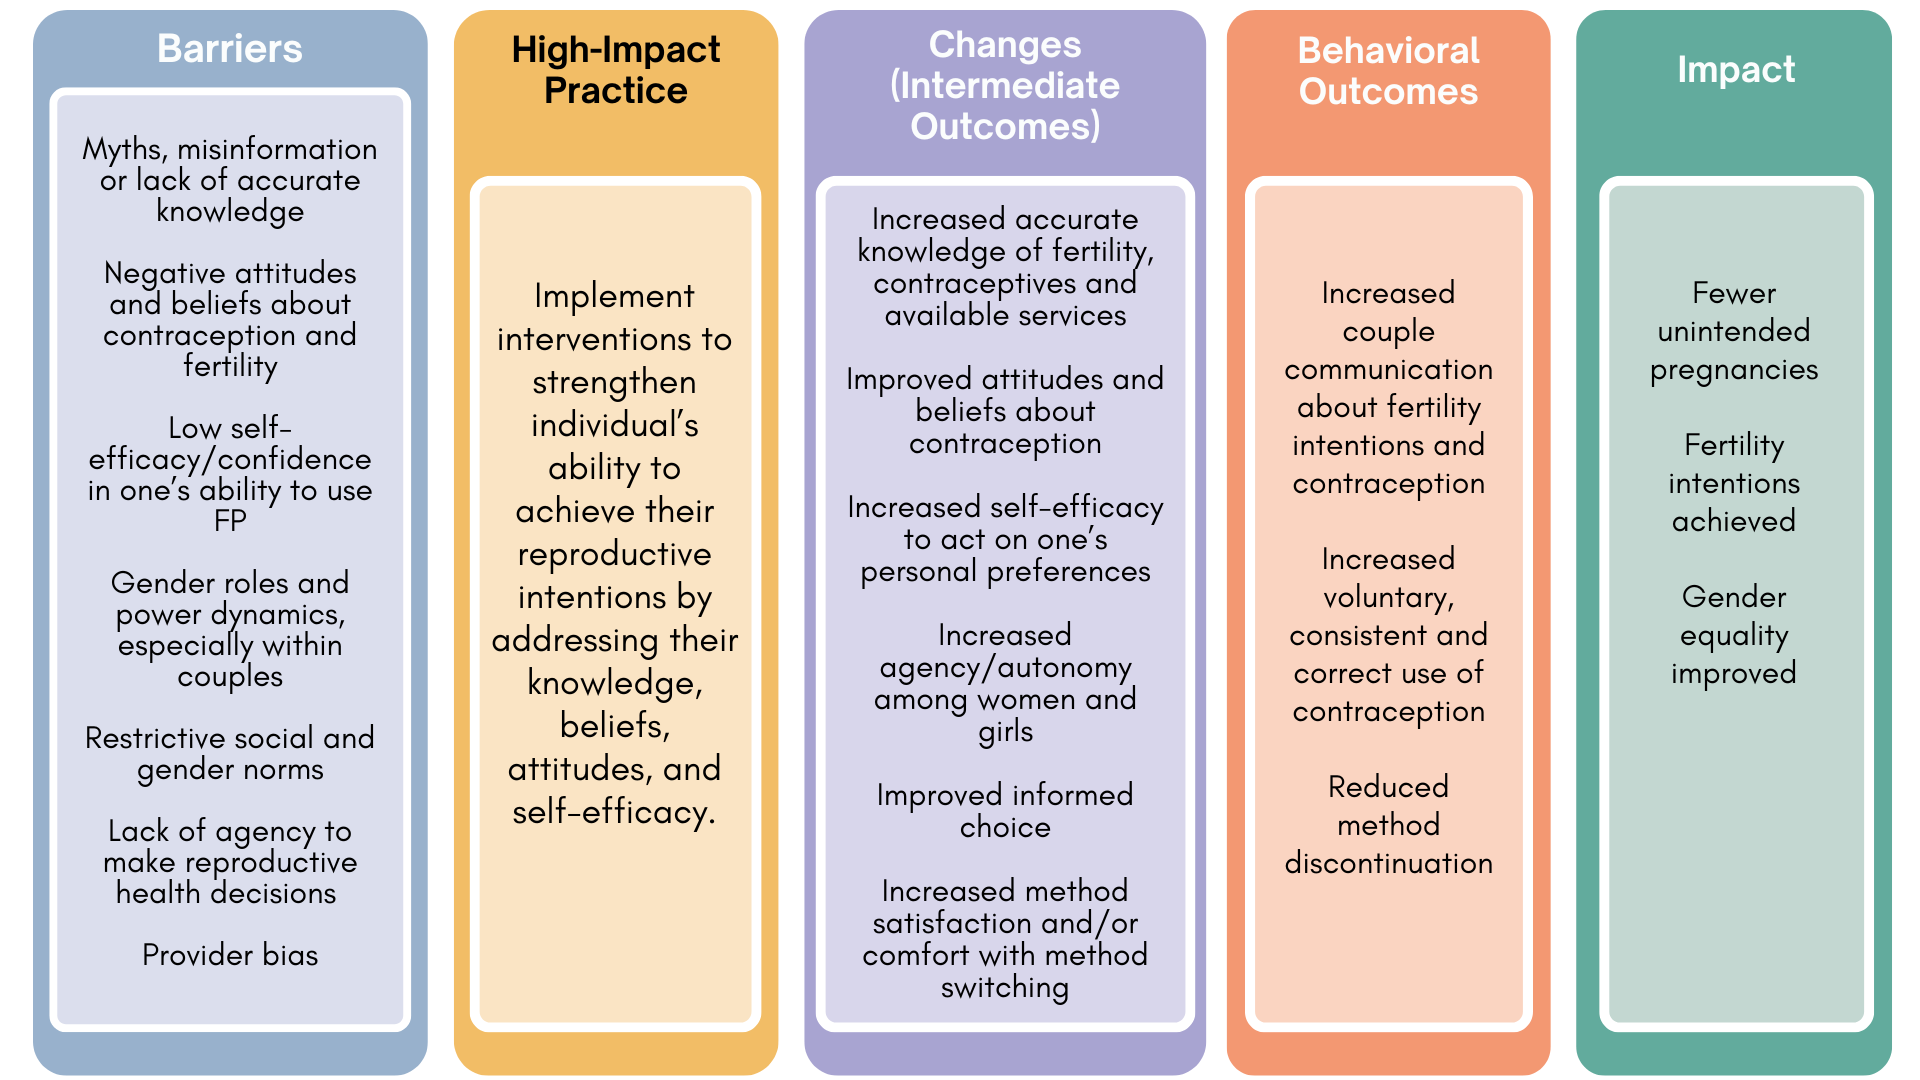 Barriers
Myths, misinformation
or lack of accurate
knowledge
Negative attitudes
and beliefs about
contraception and
fertility
Low self-
efficacy/confidence
in one's ability to use
FP
Gender roles and
power dynamics,
especially within
couples
Restrictive social and
gender norms
Lack of agency to
make reproductive
health decisions
Provider bias
High-Impact
Practice
Implement
interventions to
strengthen
individual's
ability to
achieve their
reproductive
intentions by
addressing their
knowledge,
beliefs,
attitudes, and
self-efficacy.
Changes
(Intermediate
Outcomes)
Increased accurate
knowledge of fertility,
contraceptives and
available services
Improved attitudes and
beliefs about
contraception
Increased self-efficacy
to act on one's
personal preferences
Increased
agency/autonomy
among women and
girls
Improved informed
choice
Increased method
satisfaction and/or
comfort with method
switching
Behavioral
Outcomes
Increased
couple
communication
about fertility
intentions and
contraception
Increased
voluntary,
consistent and
correct use of
contraception
Reduced
method
discontinuation
Impact
Fewer
unintended
pregnancies
Fertility
intentions
achieved
Gender
equality
improved